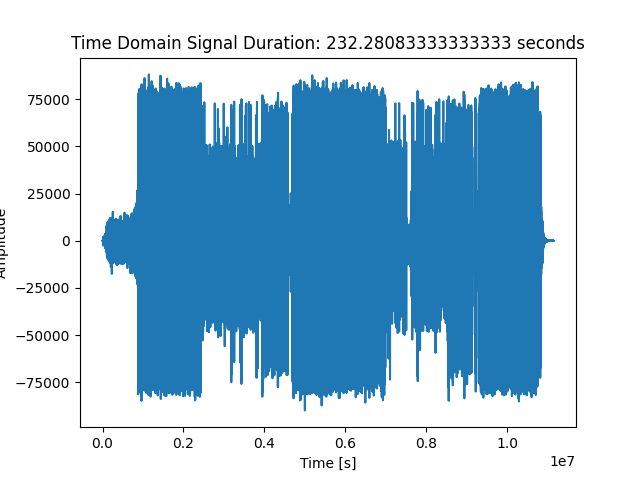 Time Domain Signal Duration: 232.28083333333333 seconds
Amplitude
75000
50000
25000
0
−25000
−50000
−75000
0.0 0.2 0.4 0.6 0.8 1.0
1e7
Time [s]